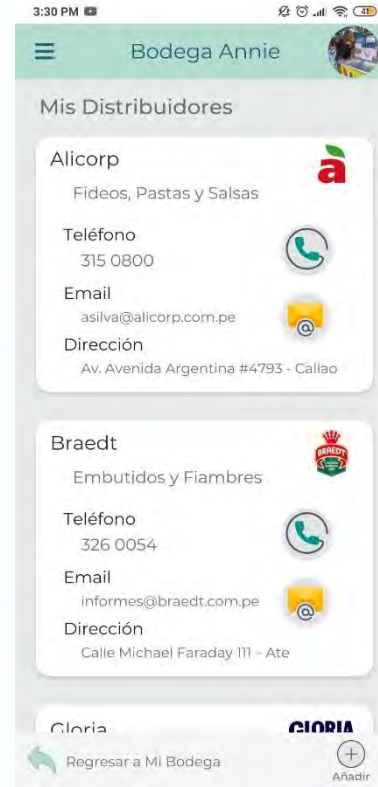 3:30 PM
41
Bodega Annie
Mis Distribuidores
Alicorp
a
Fideos, Pastas y Salsas
Teléfono
315 0800
Email
asilva@alicorp.com.pe
@
Dirección
Av. Avenida Argentina #4793 - Callao
Braedt
BRAEDT
Embutidos y Fiambres
Teléfono
326 0054
Email
informes@braedt.com.pe
@
Dirección
Calle Michael Faraday 111 - Ate
Gloria
GLORIA
Regresar a Mi Bodega
Añadir